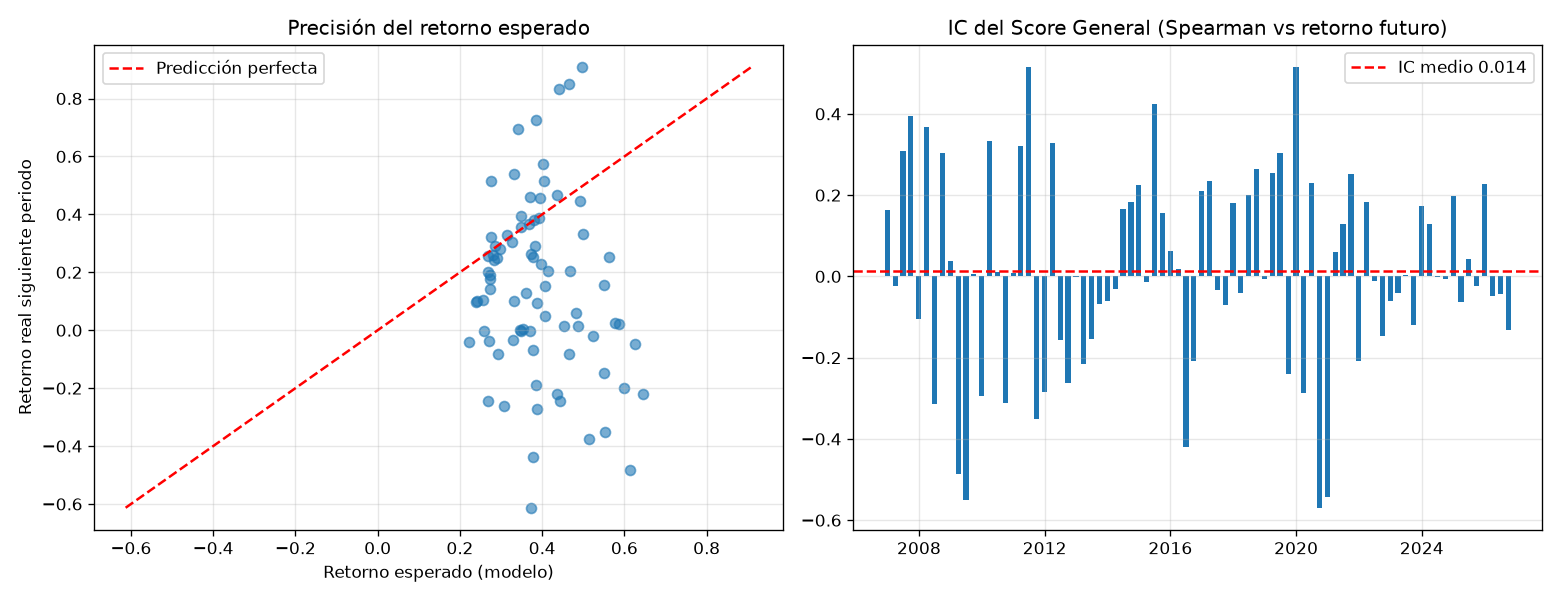 Precisión del retorno esperado
Predicción perfecta
Retorno real siguiente periodo
0.8
0.6
0.4
0.2
0.0
−0.2
−0.4
−0.6
−0.6 −0.4 −0.2 0.0 0.2 0.4 0.6 0.8
Retorno esperado (modelo)
IC del Score General (Spearman vs retorno futuro)
IC medio 0.014
0.4
0.2
0.0
−0.2
−0.4
−0.6
2008 2012 2016 2020 2024